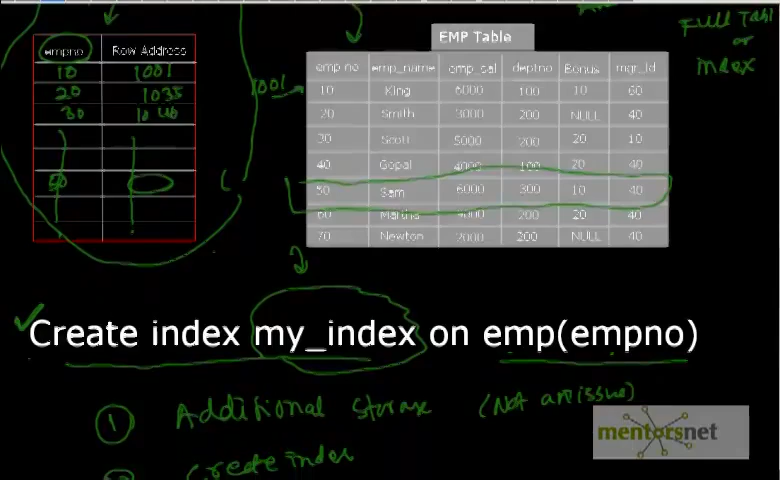 EMP Table
Full Tabl
or
index
empno Row Address
10 1001
20 1035
30
50
1001
emp no emp_name emp_sal deptno Bonus mgr_Id
10 King 6000 100 10 60
20 Smith 3000 200 NULL 40
30 Scott 5000 200 20 10
40 Gopal 4000 100 20 40
50 Sam 6000 300 10 40
60 Martha 200 20 40
70 Newton 200 NULL 40
Create index my_index on emp(empno)
1 Additional Storage (Not an issue)
mentorsnet
Create index